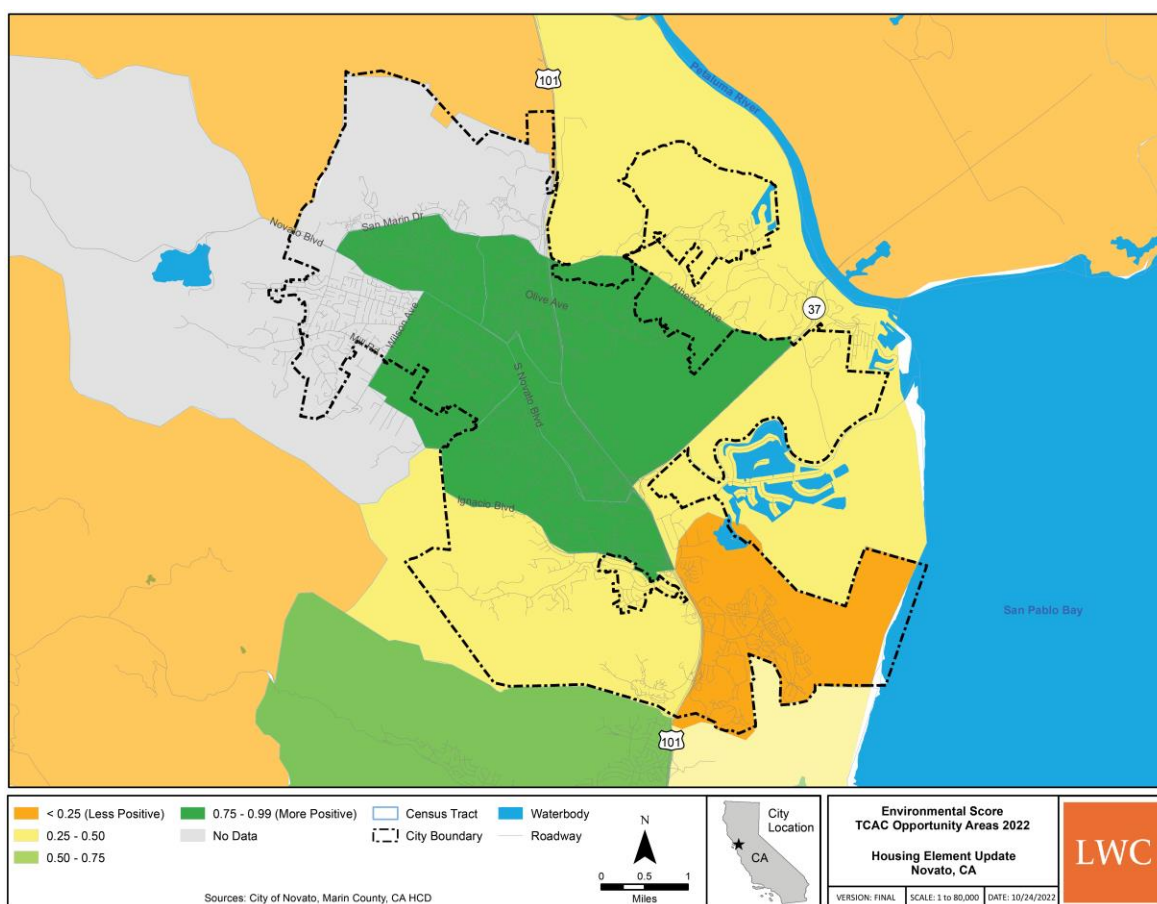 101
Petaluma River
San Marin Dr
Novato Blvd
Olive Ave
Atherton Ave
37
Wilson Ave
Mill Rd
S Novato Blvd
Ignacio Blvd
San Pablo Bay
101
< 0.25 (Less Positive)
0.25 - 0.50
0.50 - 0.75
0.75 - 0.99 (More Positive)
No Data
Census Tract
City Boundary
Waterbody
Roadway
Sources: City of Novato, Marin County, CA HCD
N
0 0.5 1
Miles
City
Location
CA
Environmental Score
TCAC Opportunity Areas 2022
Housing Element Update
Novato, CA
VERSION: FINAL
SCALE: 1 to 80,000
DATE: 10/24/2022
LWC